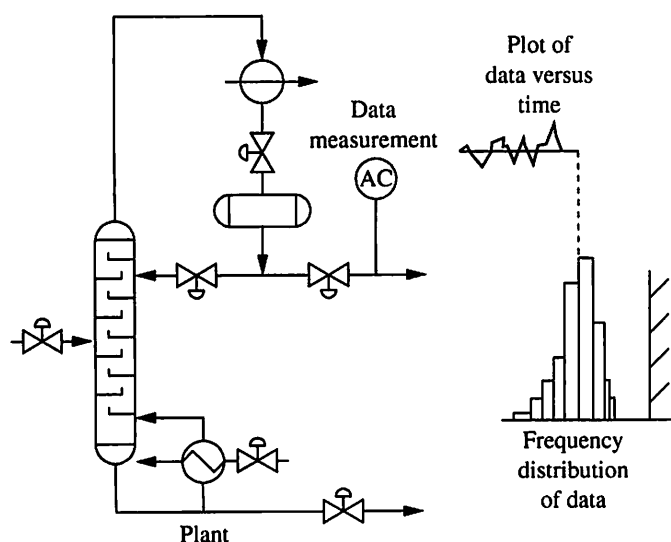 Plot of
data versus
time
Data
measurement
AC
Frequency
distribution
of data
Plant